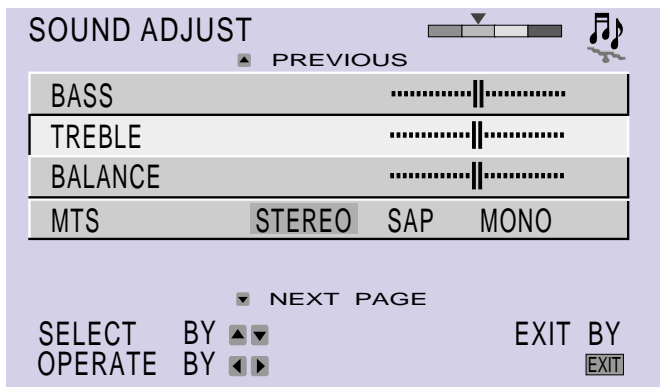 SOUND ADJUST
PREVIOUS
BASS
TREBLE
BALANCE
MTS STEREO SAP MONO
NEXT PAGE
SELECT BY EXIT BY
OPERATE BY EXIT